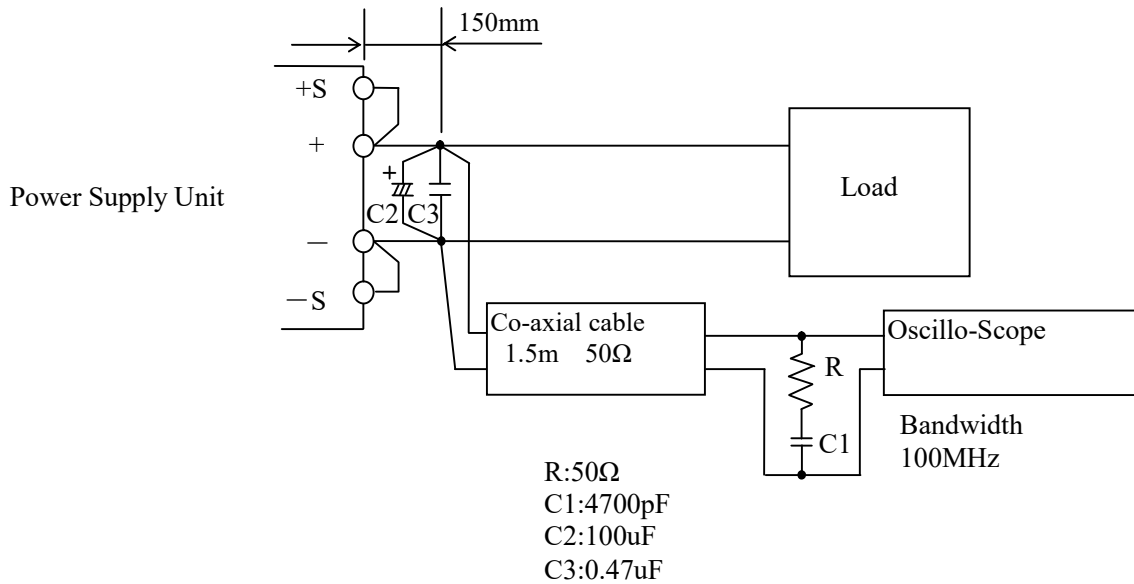 150mm
+S
+
Power Supply Unit
－
－S
+
C2 C3
Load
Co-axial cable
1.5m 50Ω
R
C1
Oscillo-Scope
Bandwidth
100MHz
R:50Ω
C1:4700pF
C2:100uF
C3:0.47uF